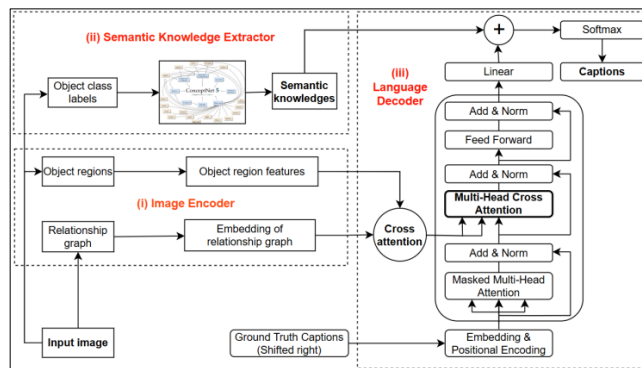 (ii) Semantic Knowledge Extractor
Object class
labels
ConceptNet 5
Semantic
knowledges
Object regions
Object region features
(i) Image Encoder
Relationship
graph
Embedding of
relationship graph
Input image
Cross
attention
Ground Truth Captions
(Shifted right)
(iii)
Language
Decoder
+
Softmax
Captions
Linear
Add & Norm
Feed Forward
Add & Norm
Multi-Head Cross
Attention
Add & Norm
Masked Multi-Head
Attention
Embedding &
Positional Encoding